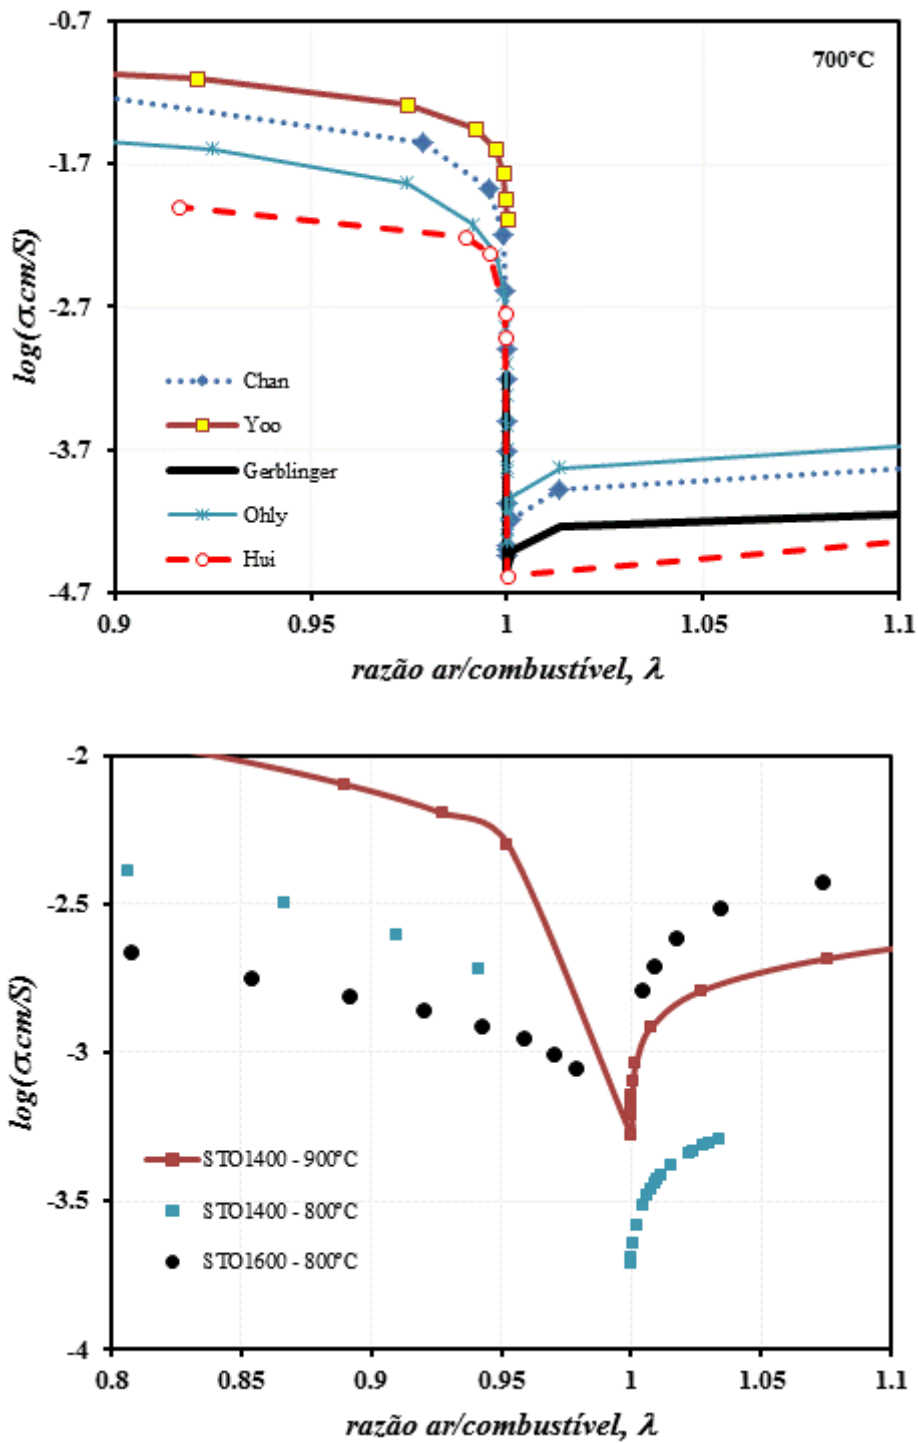 -0.7
700°C
-1.7
-2.7
-3.7
-4.7
log(σ.cm/S)
Chan
Yoo
Gerblinger
Ohly
Hui
0.9 0.95 1 1.05 1.1
razão ar/combustível, λ
-2
-2.5
-3
-3.5
-4
log(σ.cm/S)
STO1400 - 900°C
STO1400 - 800°C
STO1600 - 800°C
0.8 0.85 0.9 0.95 1 1.05 1.1
razão ar/combustível, λ